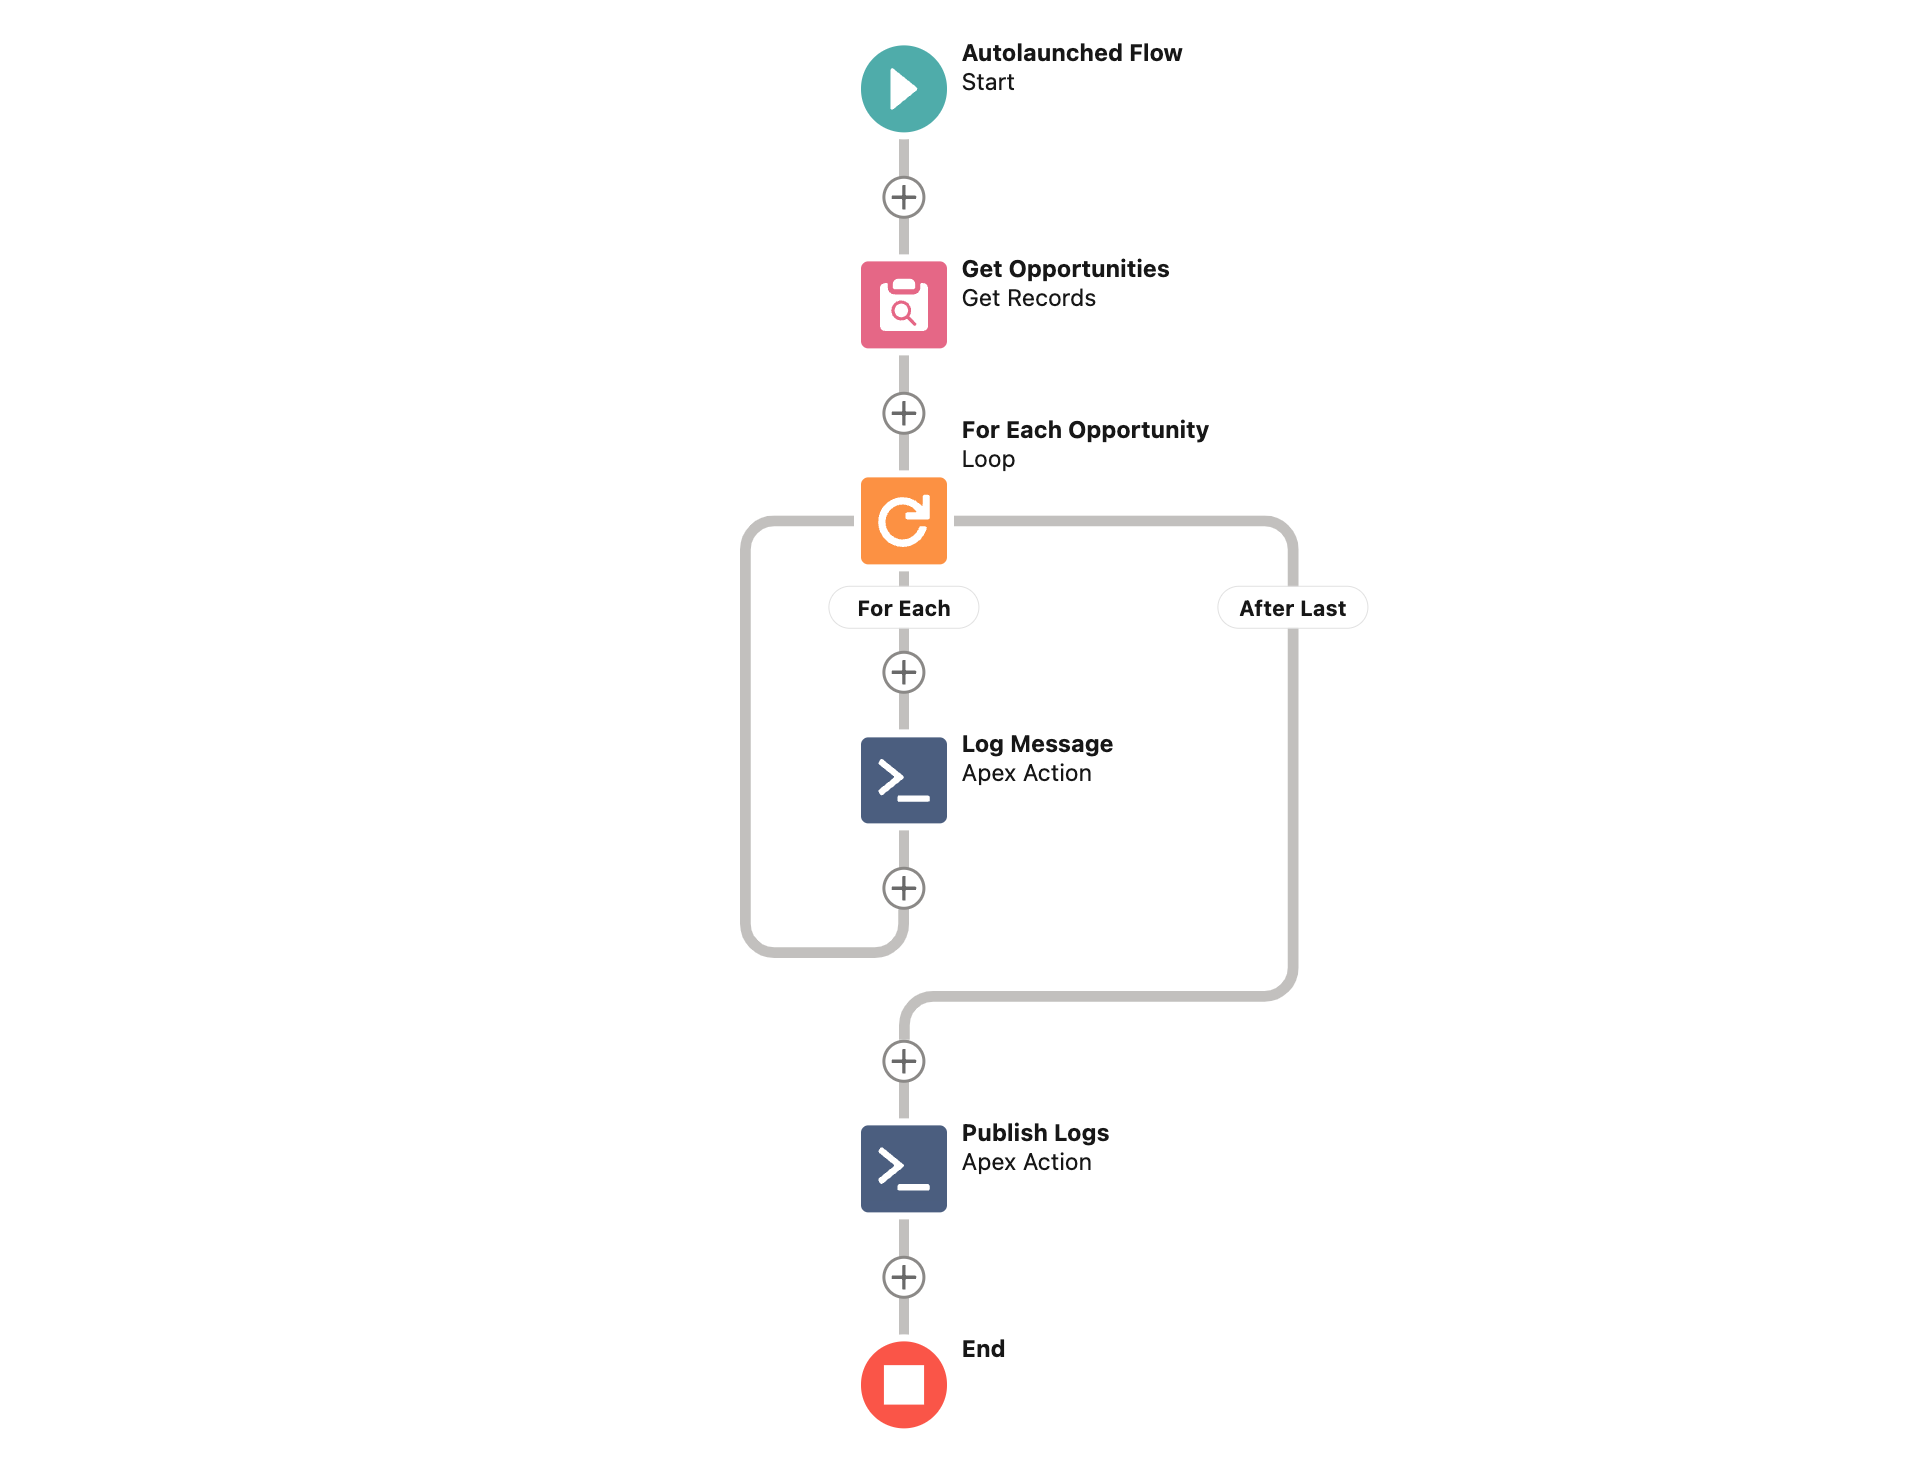 Autolaunched Flow
Start
Get Opportunities
Get Records
For Each Opportunity
Loop
For Each
After Last
Log Message
Apex Action
Publish Logs
Apex Action
End